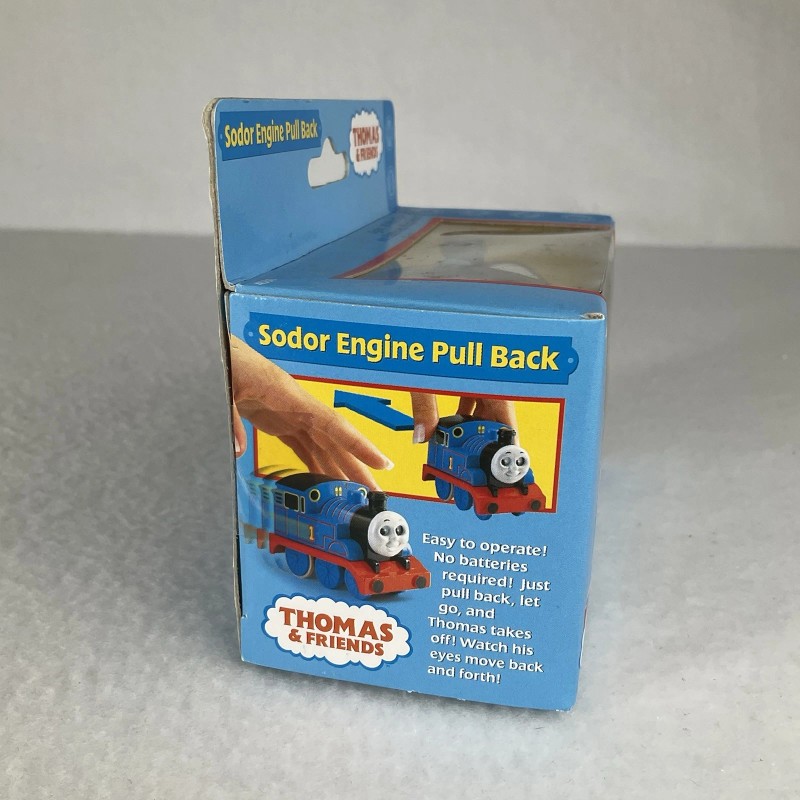 Sodor Engine Pull Back
THOMAS
& FRIENDS
Sodor Engine Pull Back
1
1
Easy to operate!
No batteries
required! Just
pull back, let
go, and
Thomas takes
off! Watch his
eyes move back
and forth!
THOMAS
& FRIENDS